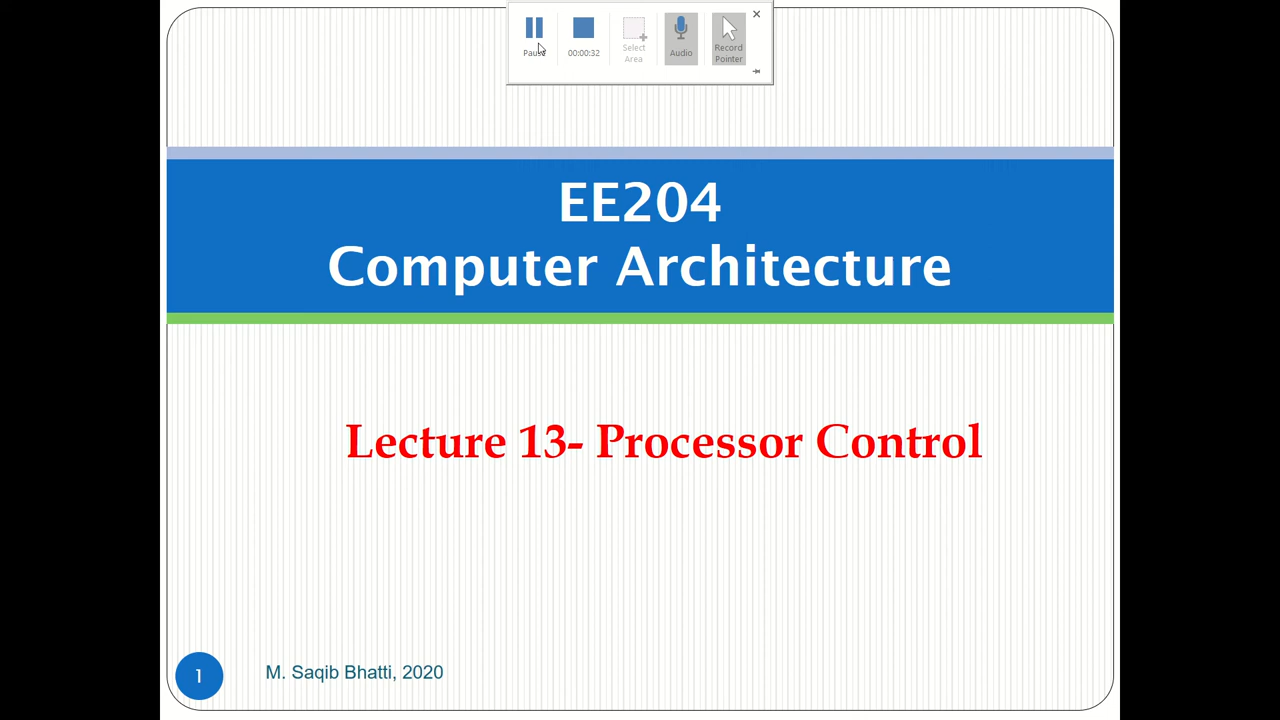 Pause
00:00:32
Select
Area
Audio
Record
Pointer
EE204
Computer Architecture
Lecture 13- Processor Control
1
M. Saqib Bhatti, 2020